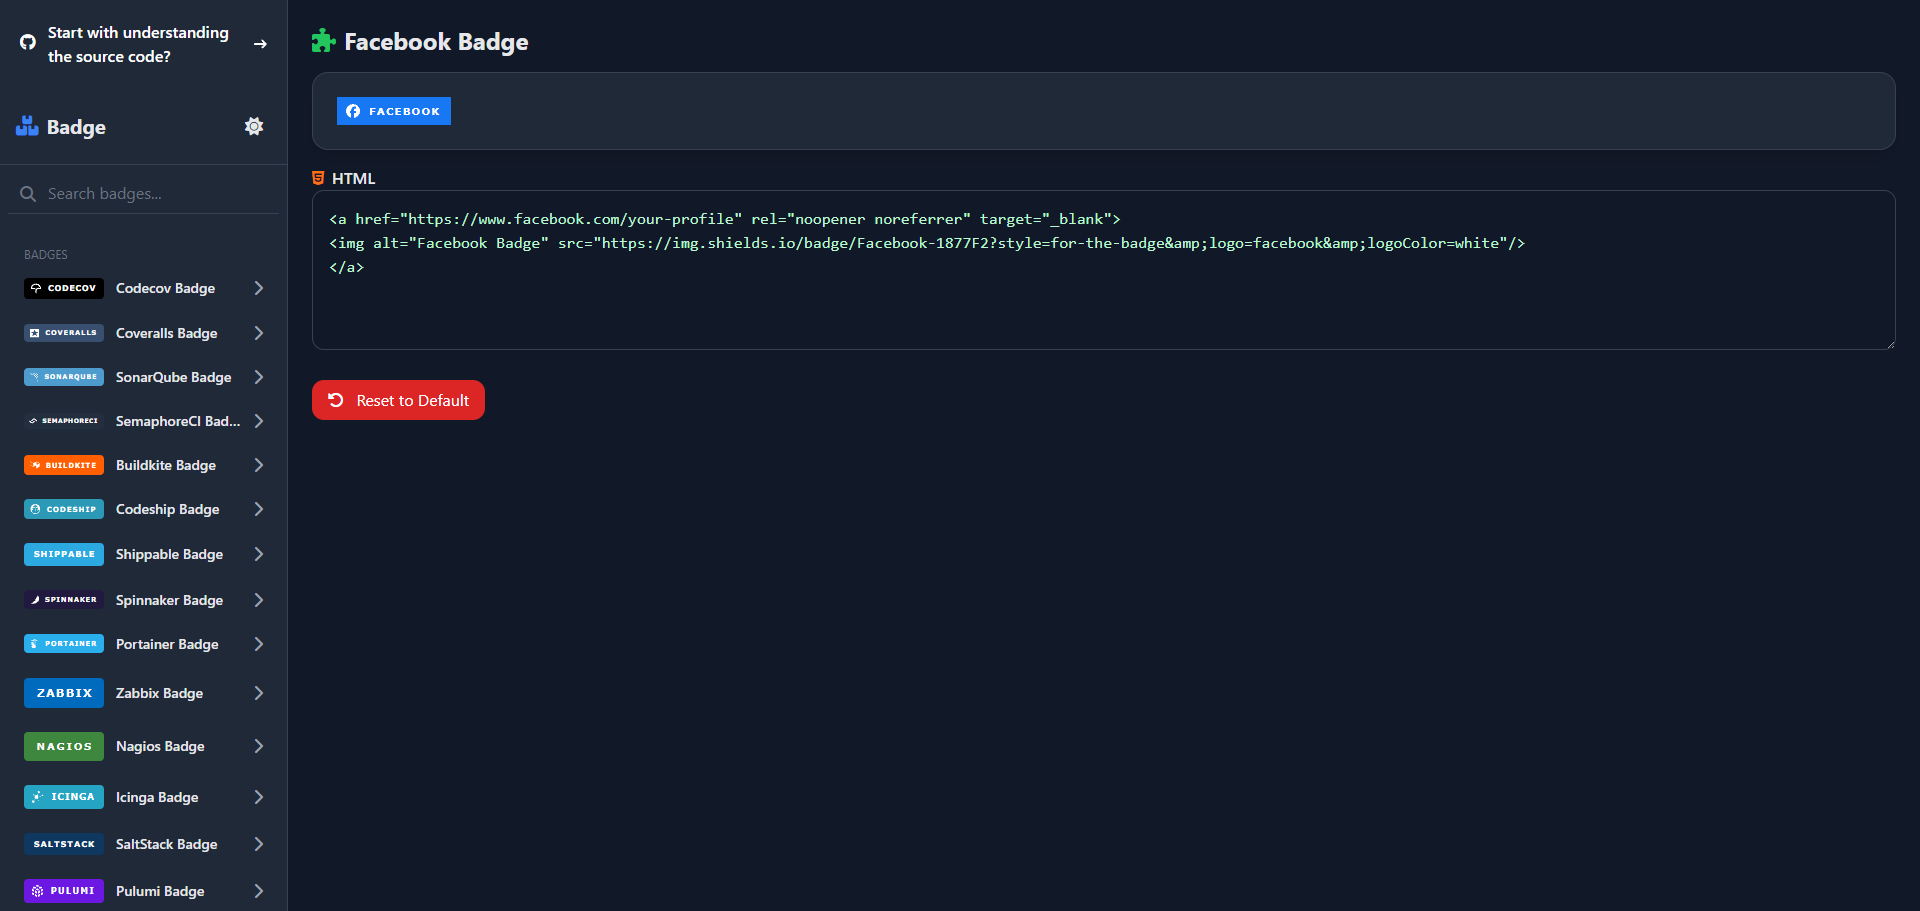 Start with understanding
the source code?
Badge
Search badges...
BADGES
CODECOV Codecov Badge
COVERALLS Coveralls Badge
SONARQUBE SonarQube Badge
SEMAPHORECI SemaphoreCI Bad...
BUILDKITE Buildkite Badge
CODESHIP Codeship Badge
SHIPPABLE Shippable Badge
SPINNAKER Spinnaker Badge
PORTAINER Portainer Badge
ZABBIX Zabbix Badge
NAGIOS Nagios Badge
ICINGA Icinga Badge
SALTSTACK SaltStack Badge
PULUMI Pulumi Badge
Facebook Badge
FACEBOOK
HTML
<a href="https://www.facebook.com/your-profile" rel="noopener noreferrer" target="_blank">
<img alt="Facebook Badge" src="https://img.shields.io/badge/Facebook-1877F2?style=for-the-badge&amp;logo=facebook&amp;logoColor=white"/>
</a>
Reset to Default